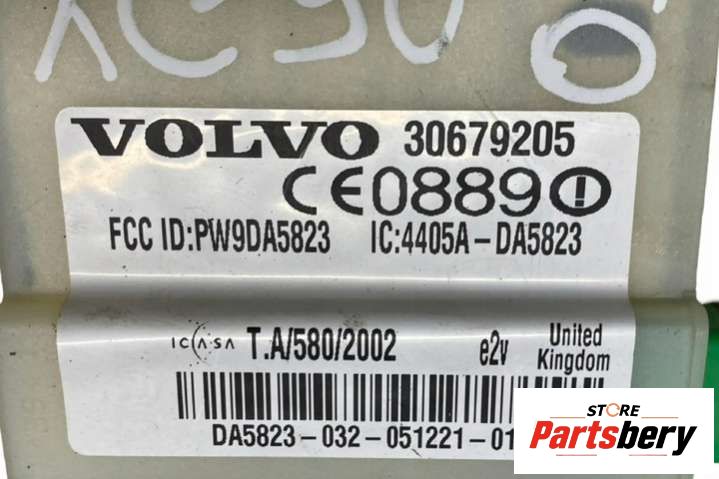 XC90 o
VOLVO 30679205
CE0889
FCC ID:PW9DA5823 IC:4405A-DA5823
ICASA T.A/580/2002 e2v United Kingdom
DA5823-032-051221-01
STORE
Partsbery